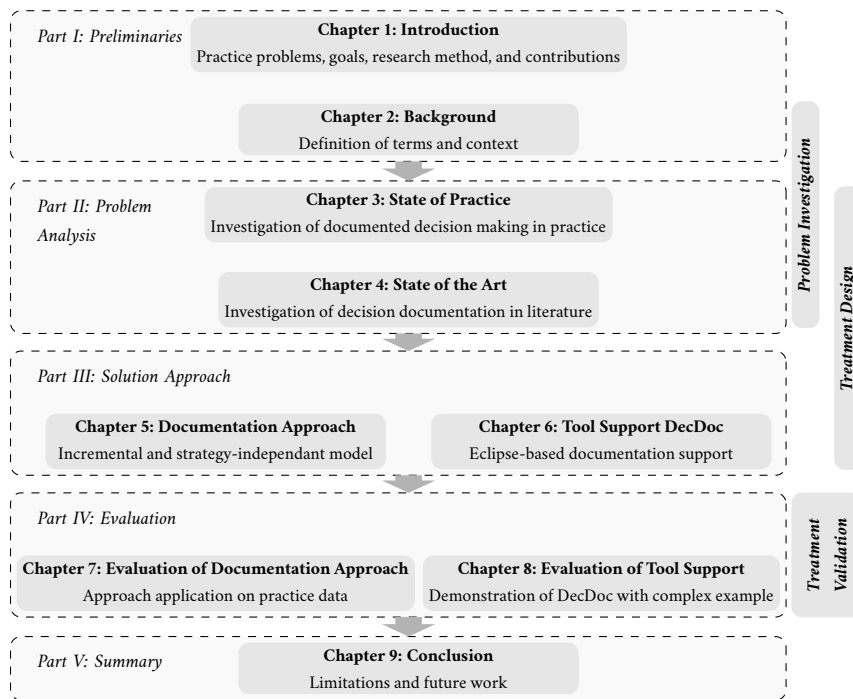 Part I: Preliminaries
Chapter 1: Introduction
Practice problems, goals, research method, and contributions
Chapter 2: Background
Definition of terms and context
Part II: Problem
Analysis
Chapter 3: State of Practice
Investigation of documented decision making in practice
Chapter 4: State of the Art
Investigation of decision documentation in literature
Problem Investigation
Part III: Solution Approach
Chapter 5: Documentation Approach
Incremental and strategy-independant model
Chapter 6: Tool Support DecDoc
Eclipse-based documentation support
Treatment Design
Part IV: Evaluation
Chapter 7: Evaluation of Documentation Approach
Approach application on practice data
Chapter 8: Evaluation of Tool Support
Demonstration of DecDoc with complex example
Treatment
Validation
Part V: Summary
Chapter 9: Conclusion
Limitations and future work